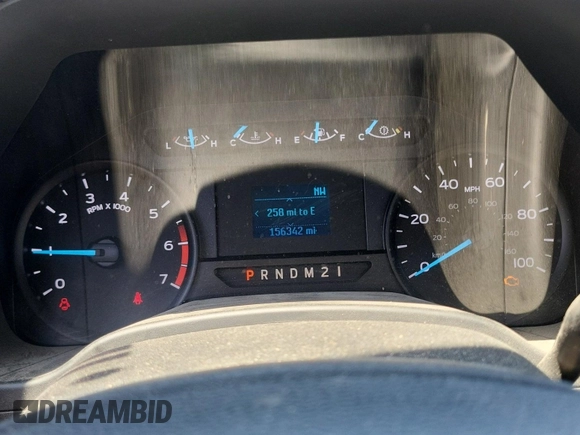 L H C H E F C H
NW
< 258 mi to E
156342 mi
0 1 2 3 4 5 6 7
RPM X 1000
PRNDM21
0 20 40 60 80 100
MPH
km/h
DREAMBID